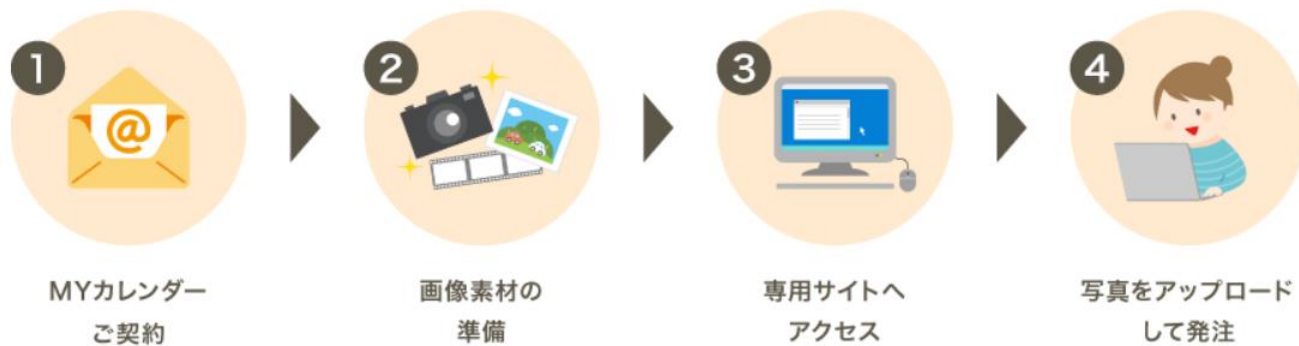 1
2
3
4
@
MYカレンダー
ご契約
画像素材の
準備
専用サイトへ
アクセス
写真をアップロード
して発注